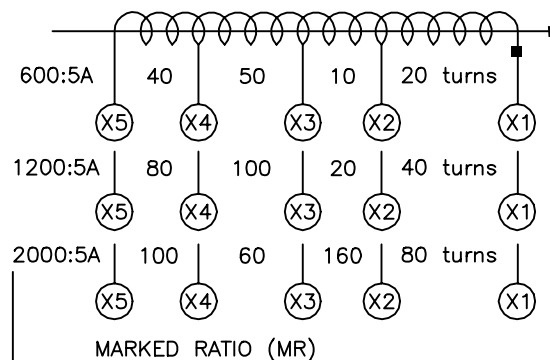 600:5A 40 50 10 20 turns
X5 X4 X3 X2 X1
1200:5A 80 100 20 40 turns
X5 X4 X3 X2 X1
2000:5A 100 60 160 80 turns
X5 X4 X3 X2 X1
MARKED RATIO (MR)